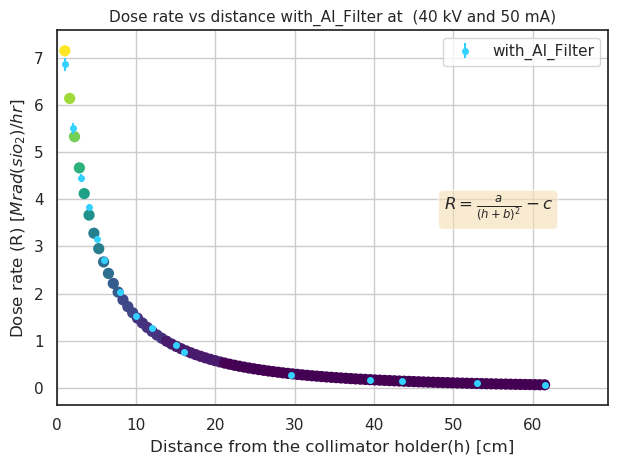 Dose rate vs distance with_Al_Filter at  (40 kV and 50 mA)
with_Al_Filter
R = a/(h+b)² − c
Dose rate (R) [Mrad(sio₂)/hr]
7
6
5
4
3
2
1
0
0 10 20 30 40 50 60
Distance from the collimator holder(h) [cm]